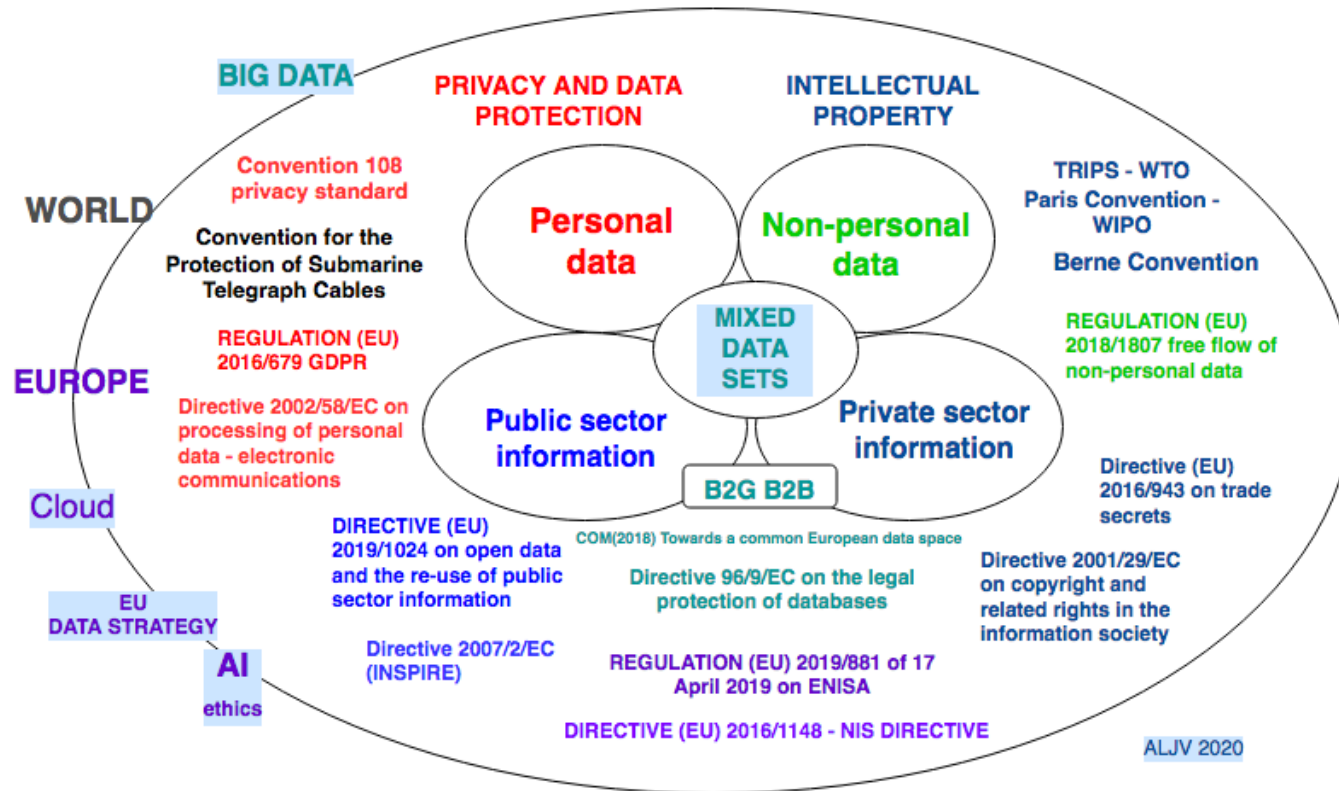 BIG DATA
PRIVACY AND DATA
PROTECTION
INTELLECTUAL
PROPERTY
Convention 108
privacy standard
WORLD
Convention for the
Protection of Submarine
Telegraph Cables
Personal
data
Non-personal
data
TRIPS - WTO
Paris Convention -
WIPO
Berne Convention
MIXED
DATA
SETS
REGULATION (EU)
2016/679 GDPR
REGULATION (EU)
2018/1807 free flow of
non-personal data
EUROPE
Directive 2002/58/EC on
processing of personal
data - electronic
communications
Public sector
information
Private sector
information
B2G B2B
Cloud
Directive (EU)
2016/943 on trade
secrets
DIRECTIVE (EU)
2019/1024 on open data
and the re-use of public
sector information
COM(2018) Towards a common European data space
Directive 96/9/EC on the legal
protection of databases
Directive 2001/29/EC
on copyright and
related rights in the
information society
EU
DATA STRATEGY
AI
ethics
Directive 2007/2/EC
(INSPIRE)
REGULATION (EU) 2019/881 of 17
April 2019 on ENISA
DIRECTIVE (EU) 2016/1148 - NIS DIRECTIVE
ALJV 2020